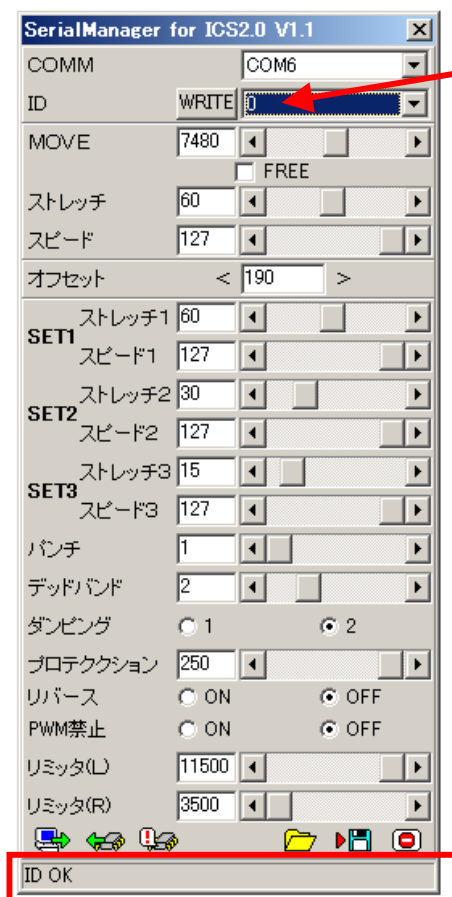 SerialManager for ICS2.0 V1.1
COMM COM6
ID WRITE 0
MOVE 7480
FREE
ストレッチ 60
スピード 127
オフセット < 190 >
SET1
ストレッチ1 60
スピード1 127
SET2
ストレッチ2 30
スピード2 127
SET3
ストレッチ3 15
スピード3 127
パンチ 1
デッドバンド 2
ダンピング 1 2
プロテククション 250
リバース ON OFF
PWM禁止 ON OFF
リミッタ(L) 11500
リミッタ(R) 3500
ID OK